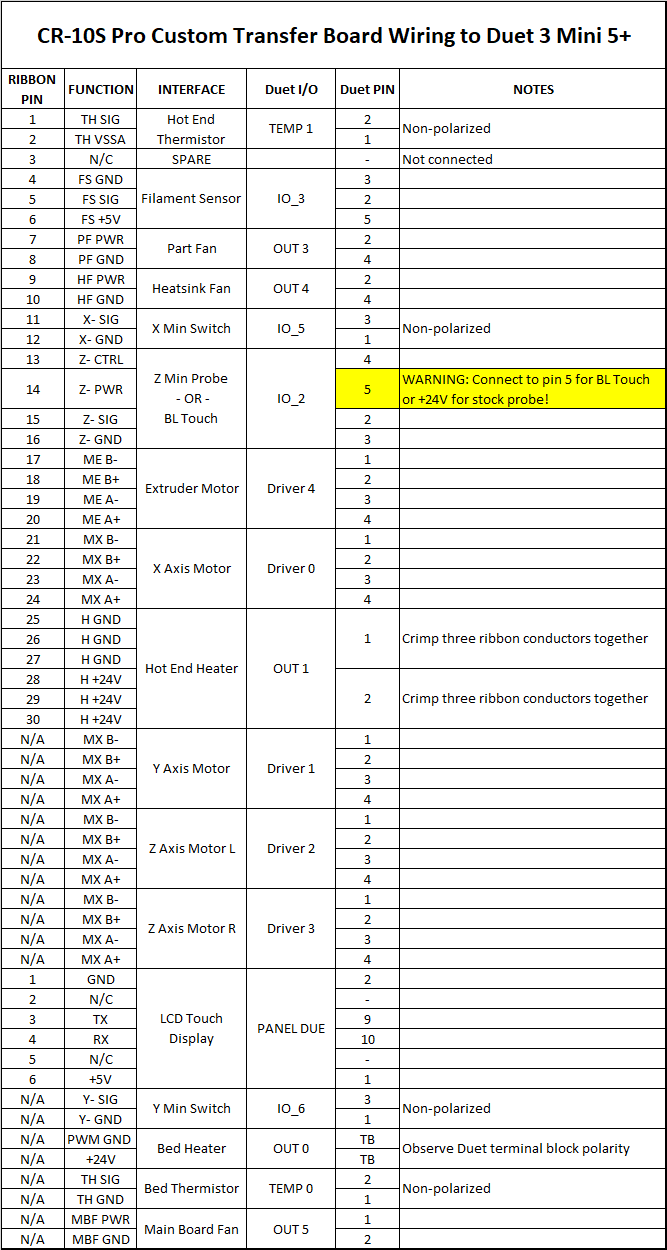 CR-10S Pro Custom Transfer Board Wiring to Duet 3 Mini 5+
RIBBON PIN FUNCTION INTERFACE Duet I/O Duet PIN NOTES
1 TH SIG Hot End Thermistor TEMP 1 2 Non-polarized
2 TH VSSA 1
3 N/C SPARE - Not connected
4 FS GND Filament Sensor IO_3 3
5 FS SIG 2
6 FS +5V 5
7 PF PWR Part Fan OUT 3 2
8 PF GND 4
9 HF PWR Heatsink Fan OUT 4 2
10 HF GND 4
11 X- SIG X Min Switch IO_5 3 Non-polarized
12 X- GND 1
13 Z- CTRL Z Min Probe - OR - BL Touch IO_2 4
14 Z- PWR 5 WARNING: Connect to pin 5 for BL Touch or +24V for stock probe!
15 Z- SIG 2
16 Z- GND 3
17 ME B- Extruder Motor Driver 4 1
18 ME B+ 2
19 ME A- 3
20 ME A+ 4
21 MX B- X Axis Motor Driver 0 1
22 MX B+ 2
23 MX A- 3
24 MX A+ 4
25 H GND Hot End Heater OUT 1 1 Crimp three ribbon conductors together
26 H GND
27 H GND
28 H +24V 2 Crimp three ribbon conductors together
29 H +24V
30 H +24V
N/A MX B- Y Axis Motor Driver 1 1
N/A MX B+ 2
N/A MX A- 3
N/A MX A+ 4
N/A MX B- Z Axis Motor L Driver 2 1
N/A MX B+ 2
N/A MX A- 3
N/A MX A+ 4
N/A MX B- Z Axis Motor R Driver 3 1
N/A MX B+ 2
N/A MX A- 3
N/A MX A+ 4
1 GND LCD Touch Display PANEL DUE 2
2 N/C -
3 TX 9
4 RX 10
5 N/C -
6 +5V 1
N/A Y- SIG Y Min Switch IO_6 3 Non-polarized
N/A Y- GND 1
N/A PWM GND Bed Heater OUT 0 TB Observe Duet terminal block polarity
N/A +24V TB
N/A TH SIG Bed Thermistor TEMP 0 2 Non-polarized
N/A TH GND 1
N/A MBF PWR Main Board Fan OUT 5 1
N/A MBF GND 2